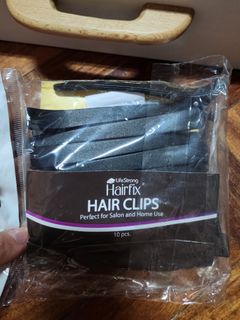 LifeStrong
Hairfix®
HAIR CLIPS
Perfect for Salon and Home Use
10 pcs.